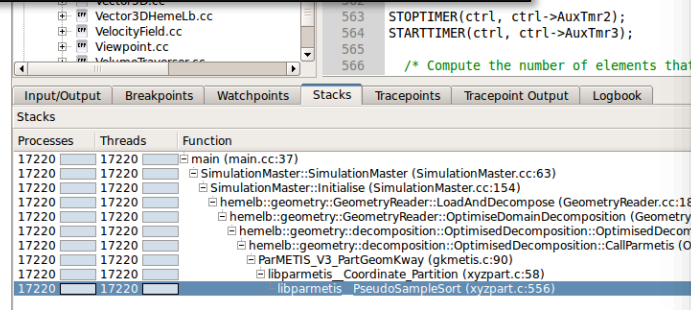 Vector3D.cc
Vector3DHemeLb.cc
VelocityField.cc
Viewpoint.cc
VolumeTraverser.cc
563 STOPTIMER(ctrl, ctrl->AuxTmr2);
564 STARTTIMER(ctrl, ctrl->AuxTmr3);
565
566 /* Compute the number of elements that
Input/Output Breakpoints Watchpoints Stacks Tracepoints Tracepoint Output Logbook
Stacks
Processes Threads Function
17220 17220 main (main.cc:37)
17220 17220 SimulationMaster::SimulationMaster (SimulationMaster.cc:63)
17220 17220 SimulationMaster::Initialise (SimulationMaster.cc:154)
17220 17220 hemelb::geometry::GeometryReader::LoadAndDecompose (GeometryReader.cc:18
17220 17220 hemelb::geometry::GeometryReader::OptimiseDomainDecomposition (Geometry
17220 17220 hemelb::geometry::decomposition::OptimisedDecomposition::OptimisedDecom
17220 17220 hemelb::geometry::decomposition::OptimisedDecomposition::CallParmetis (O
17220 17220 ParMETIS_V3_PartGeomKway (gkmetis.c:90)
17220 17220 libparmetis__Coordinate_Partition (xyzpart.c:58)
17220 17220 libparmetis__PseudoSampleSort (xyzpart.c:556)